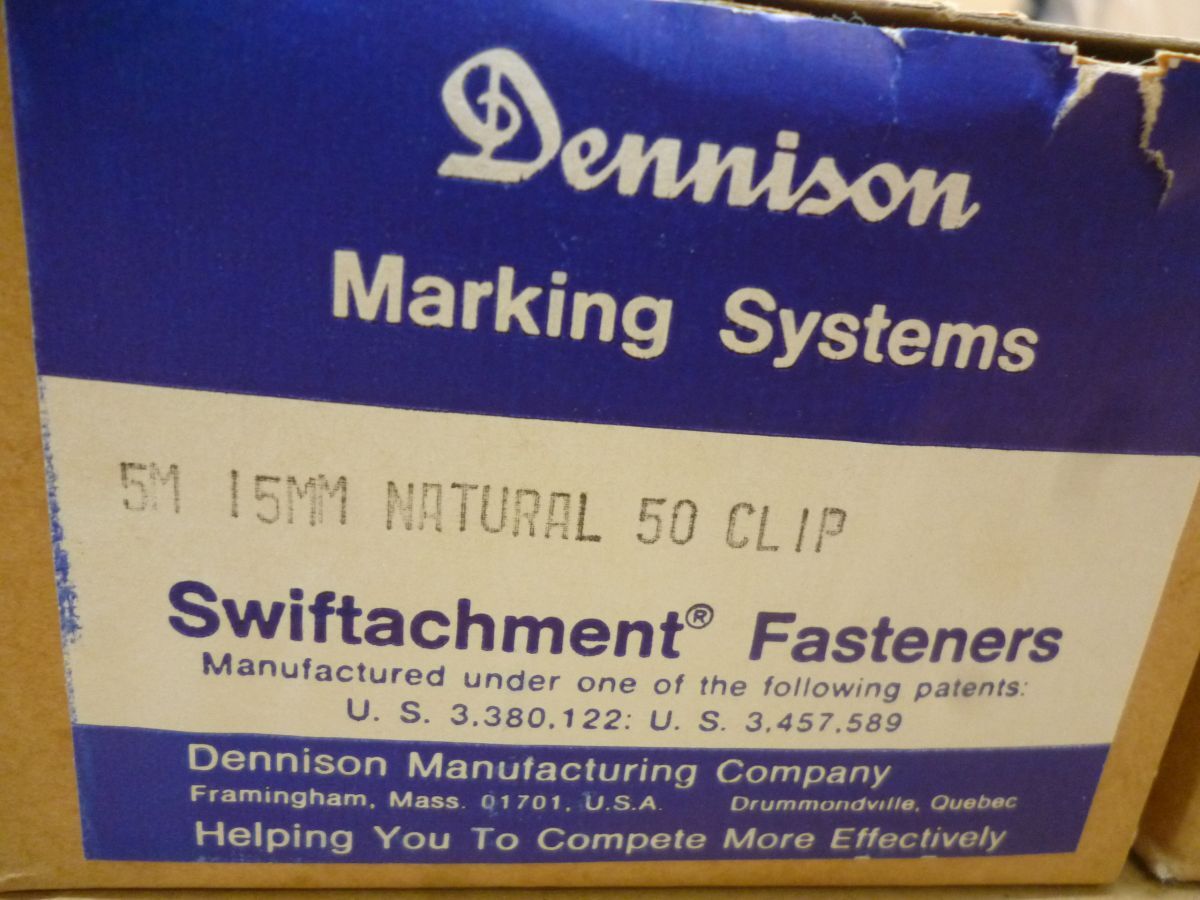 Dennison
Marking Systems
5M 15MM NATURAL 50 CLIP
Swiftachment® Fasteners
Manufactured under one of the following patents:
U. S. 3.380.122: U. S. 3.457.589
Dennison Manufacturing Company
Framingham, Mass. 01701, U.S.A. Drummondville, Quebec
Helping You To Compete More Effectively